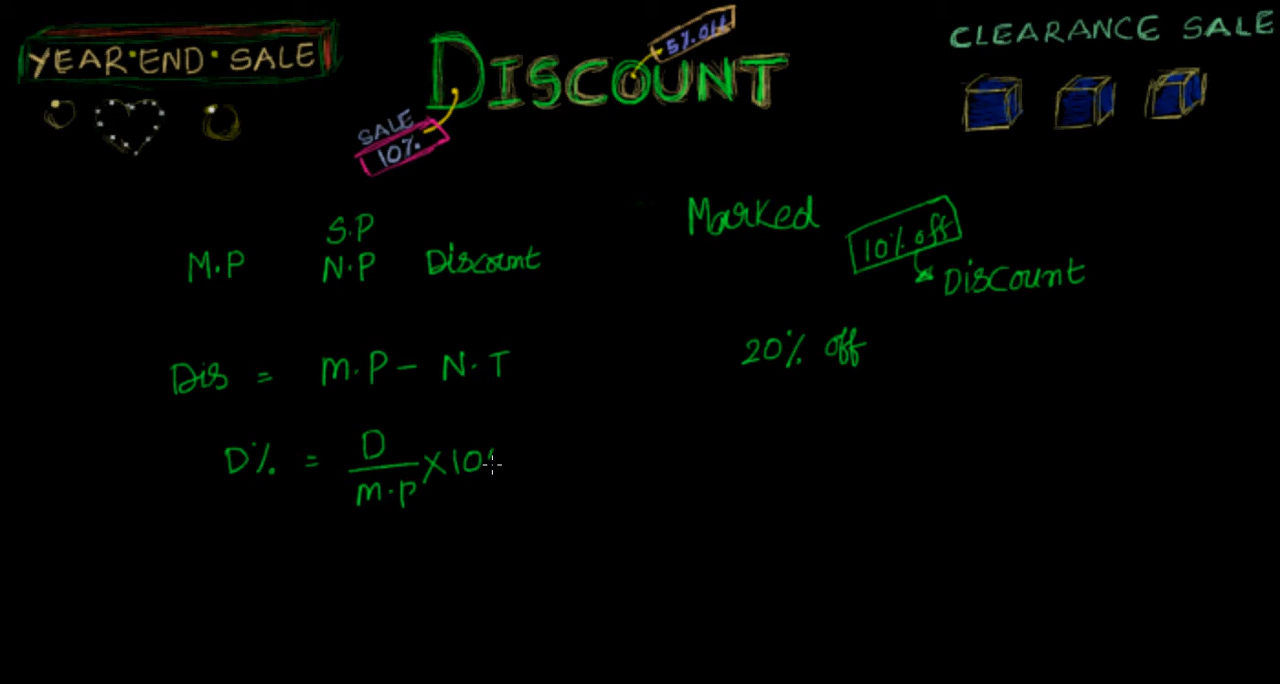 YEAR·END·SALE
DISCOUNT
5% Off
CLEARANCE SALE
SALE
10%
Marked
S.P
M.P N.P Discount
10% off
Discount
Dis = M.P - N.T
20% off
D% = D/m.p × 10